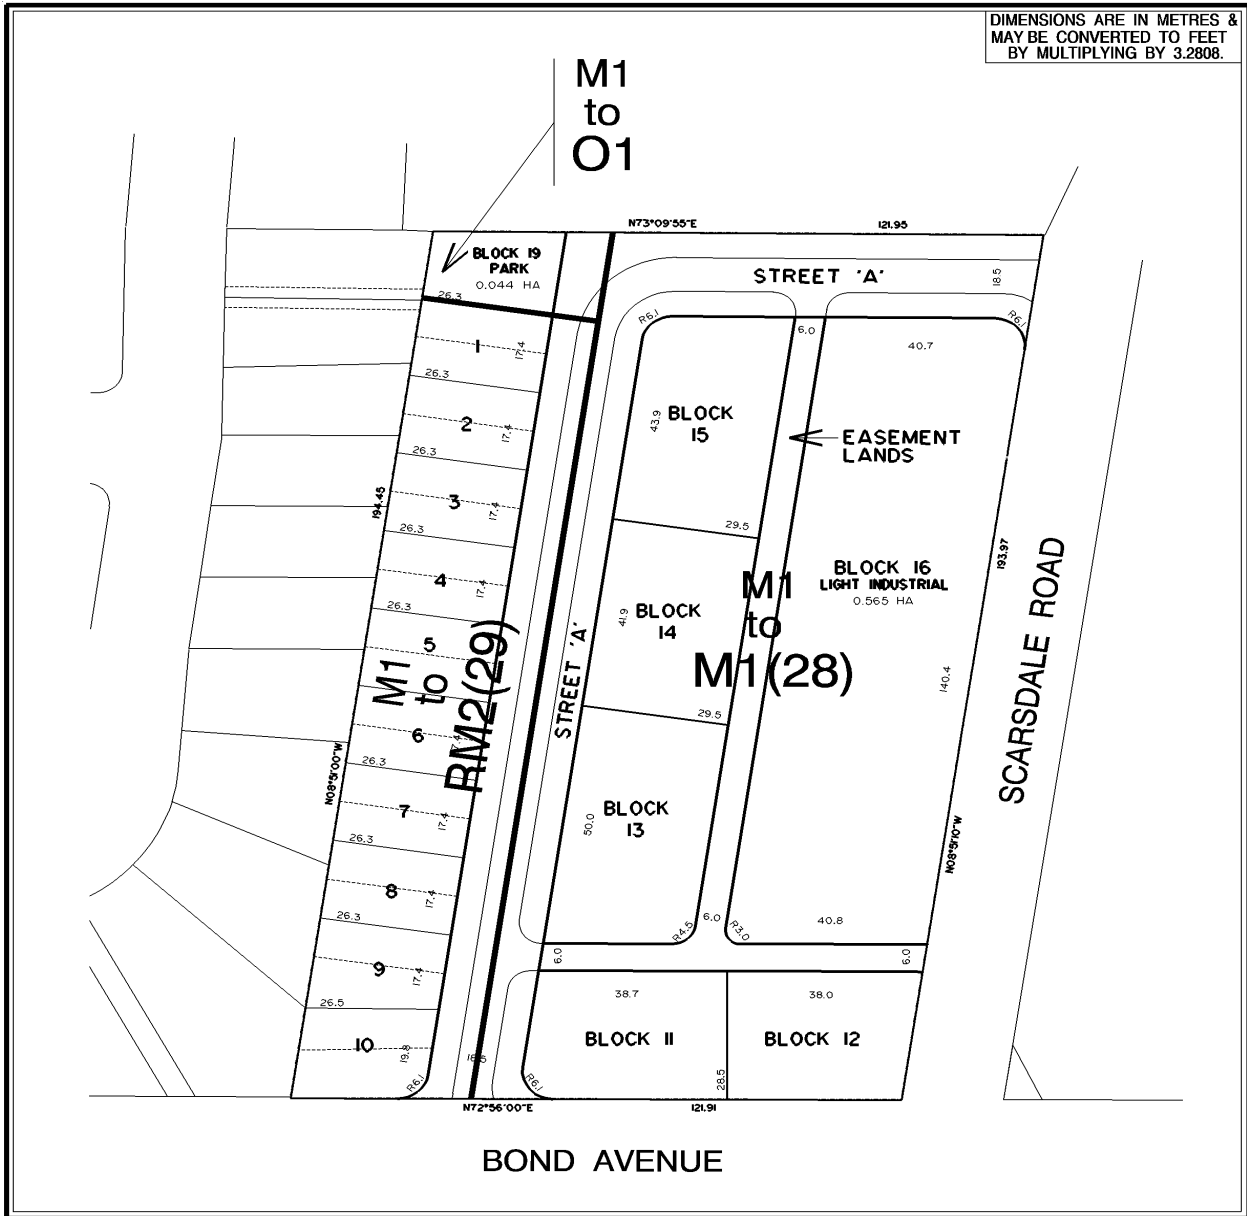 DIMENSIONS ARE IN METRES &
MAY BE CONVERTED TO FEET
BY MULTIPLYING BY 3.2808.
M1
to
O1
N73°09'55"E
121.95
BLOCK 19
PARK
0.044 HA
26.3
STREET 'A'
18.5
R6.1
6.0
R6.1
40.7
1
17.4
26.3
2
17.4
26.3
3
17.4
26.3
4
17.4
26.3
5
6
17.4
26.3
7
17.4
26.3
8
17.4
26.3
9
17.4
26.5
10
19.8
R6.1
194.45
N08°51'00"W
M1
to
RM2(29)
STREET 'A'
43.9
BLOCK
15
EASEMENT
LANDS
29.5
41.9
BLOCK
14
29.5
M1
to
M1(28)
BLOCK 16
LIGHT INDUSTRIAL
0.565 HA
193.97
140.4
SCARSDALE ROAD
N08°51'10"W
50.0
BLOCK
13
R4.5
6.0
R3.0
40.8
6.0
6.0
38.7
38.0
BLOCK 11
BLOCK 12
28.5
18.5
R6.1
N72°56'00"E
121.91
BOND AVENUE